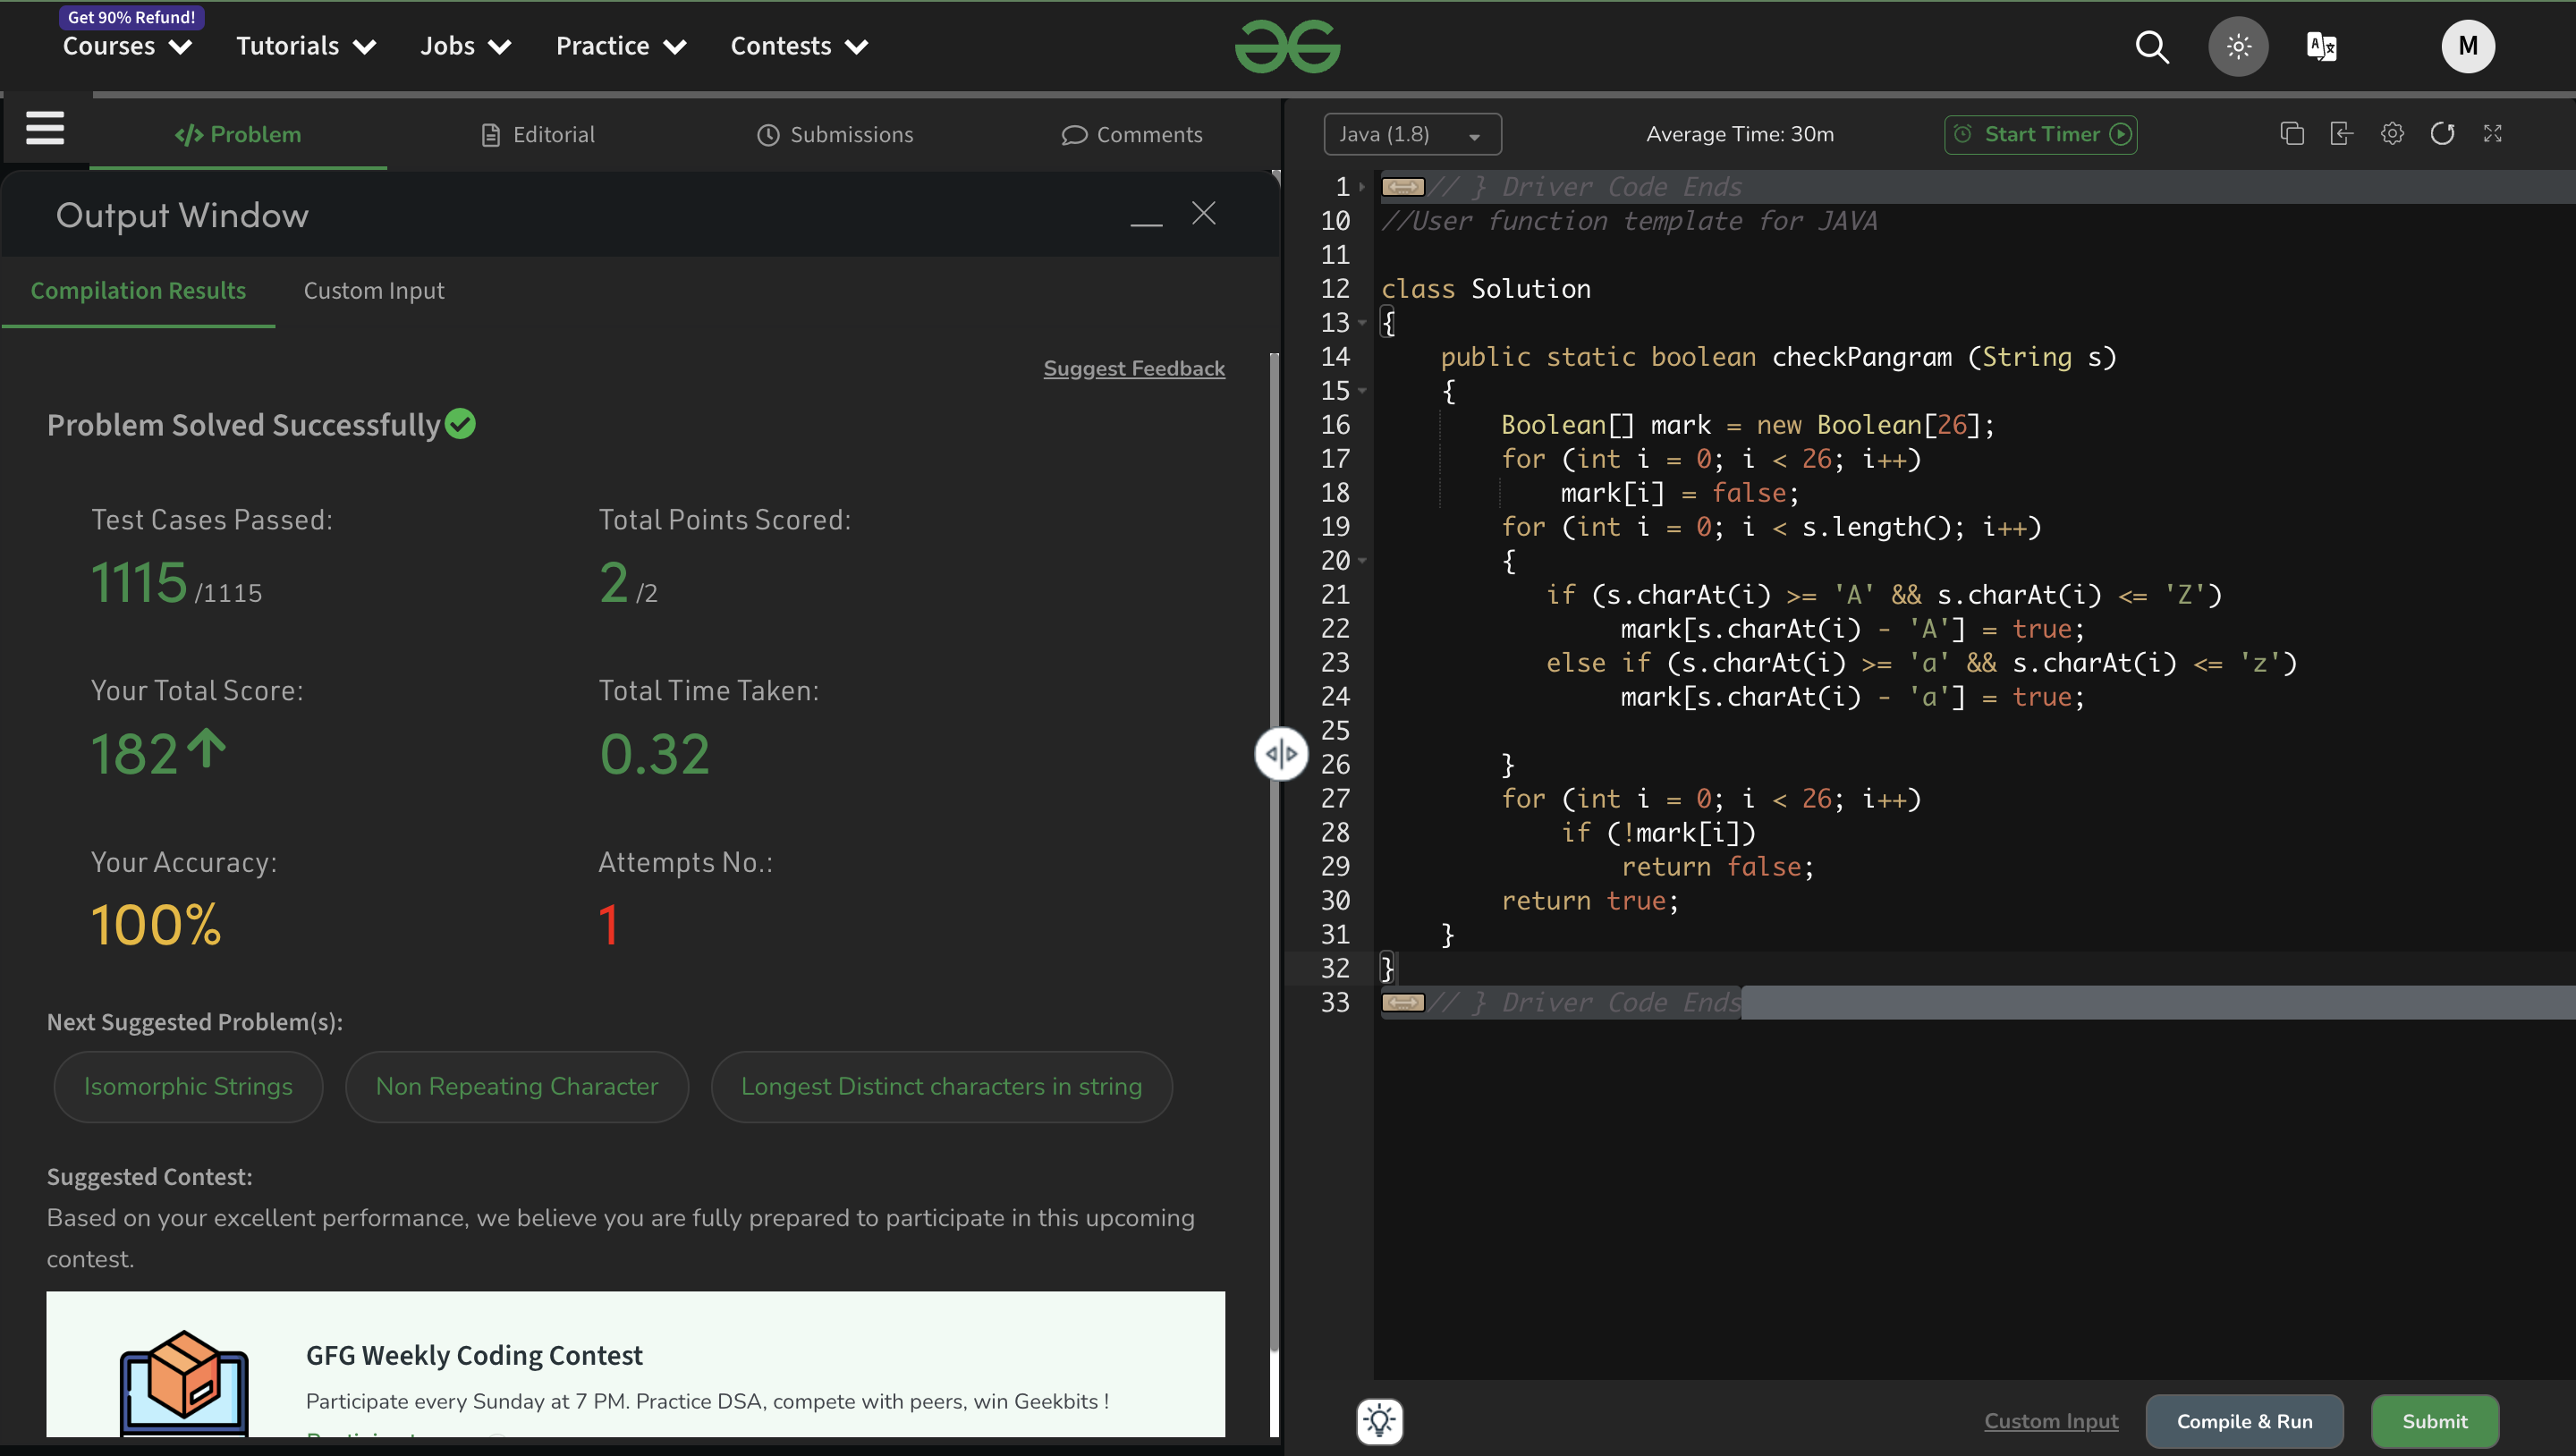 Get 90% Refund!
Courses Tutorials Jobs Practice Contests
M
Problem Editorial Submissions Comments
Output Window
Compilation Results Custom Input
Suggest Feedback
Problem Solved Successfully
Test Cases Passed: Total Points Scored:
1115 /1115 2 /2
Your Total Score: Total Time Taken:
182 0.32
Your Accuracy: Attempts No.:
100% 1
Next Suggested Problem(s):
Isomorphic Strings Non Repeating Character Longest Distinct characters in string
Suggested Contest:
Based on your excellent performance, we believe you are fully prepared to participate in this upcoming
contest.
GFG Weekly Coding Contest
Participate every Sunday at 7 PM. Practice DSA, compete with peers, win Geekbits !
Java (1.8) Average Time: 30m Start Timer
1 // } Driver Code Ends
10 //User function template for JAVA
11
12 class Solution
13 {
14 public static boolean checkPangram (String s)
15 {
16 Boolean[] mark = new Boolean[26];
17 for (int i = 0; i < 26; i++)
18 mark[i] = false;
19 for (int i = 0; i < s.length(); i++)
20 {
21 if (s.charAt(i) >= 'A' && s.charAt(i) <= 'Z')
22 mark[s.charAt(i) - 'A'] = true;
23 else if (s.charAt(i) >= 'a' && s.charAt(i) <= 'z')
24 mark[s.charAt(i) - 'a'] = true;
25
26 }
27 for (int i = 0; i < 26; i++)
28 if (!mark[i])
29 return false;
30 return true;
31 }
32 }
33 // } Driver Code Ends
Custom Input Compile & Run Submit